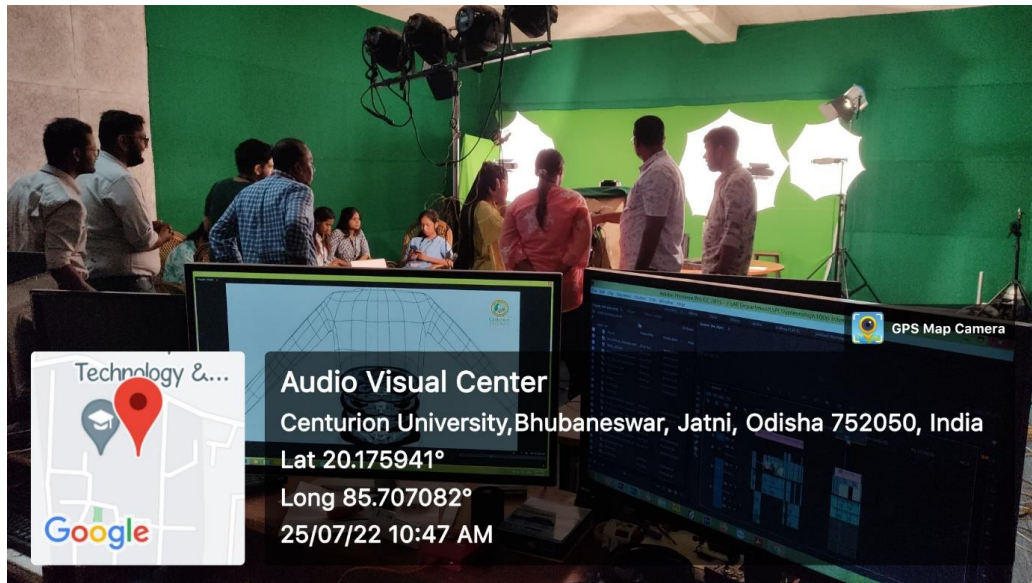 GPS Map Camera
Technology &...
Google
Audio Visual Center
Centurion University,Bhubaneswar, Jatni, Odisha 752050, India
Lat 20.175941°
Long 85.707082°
25/07/22 10:47 AM